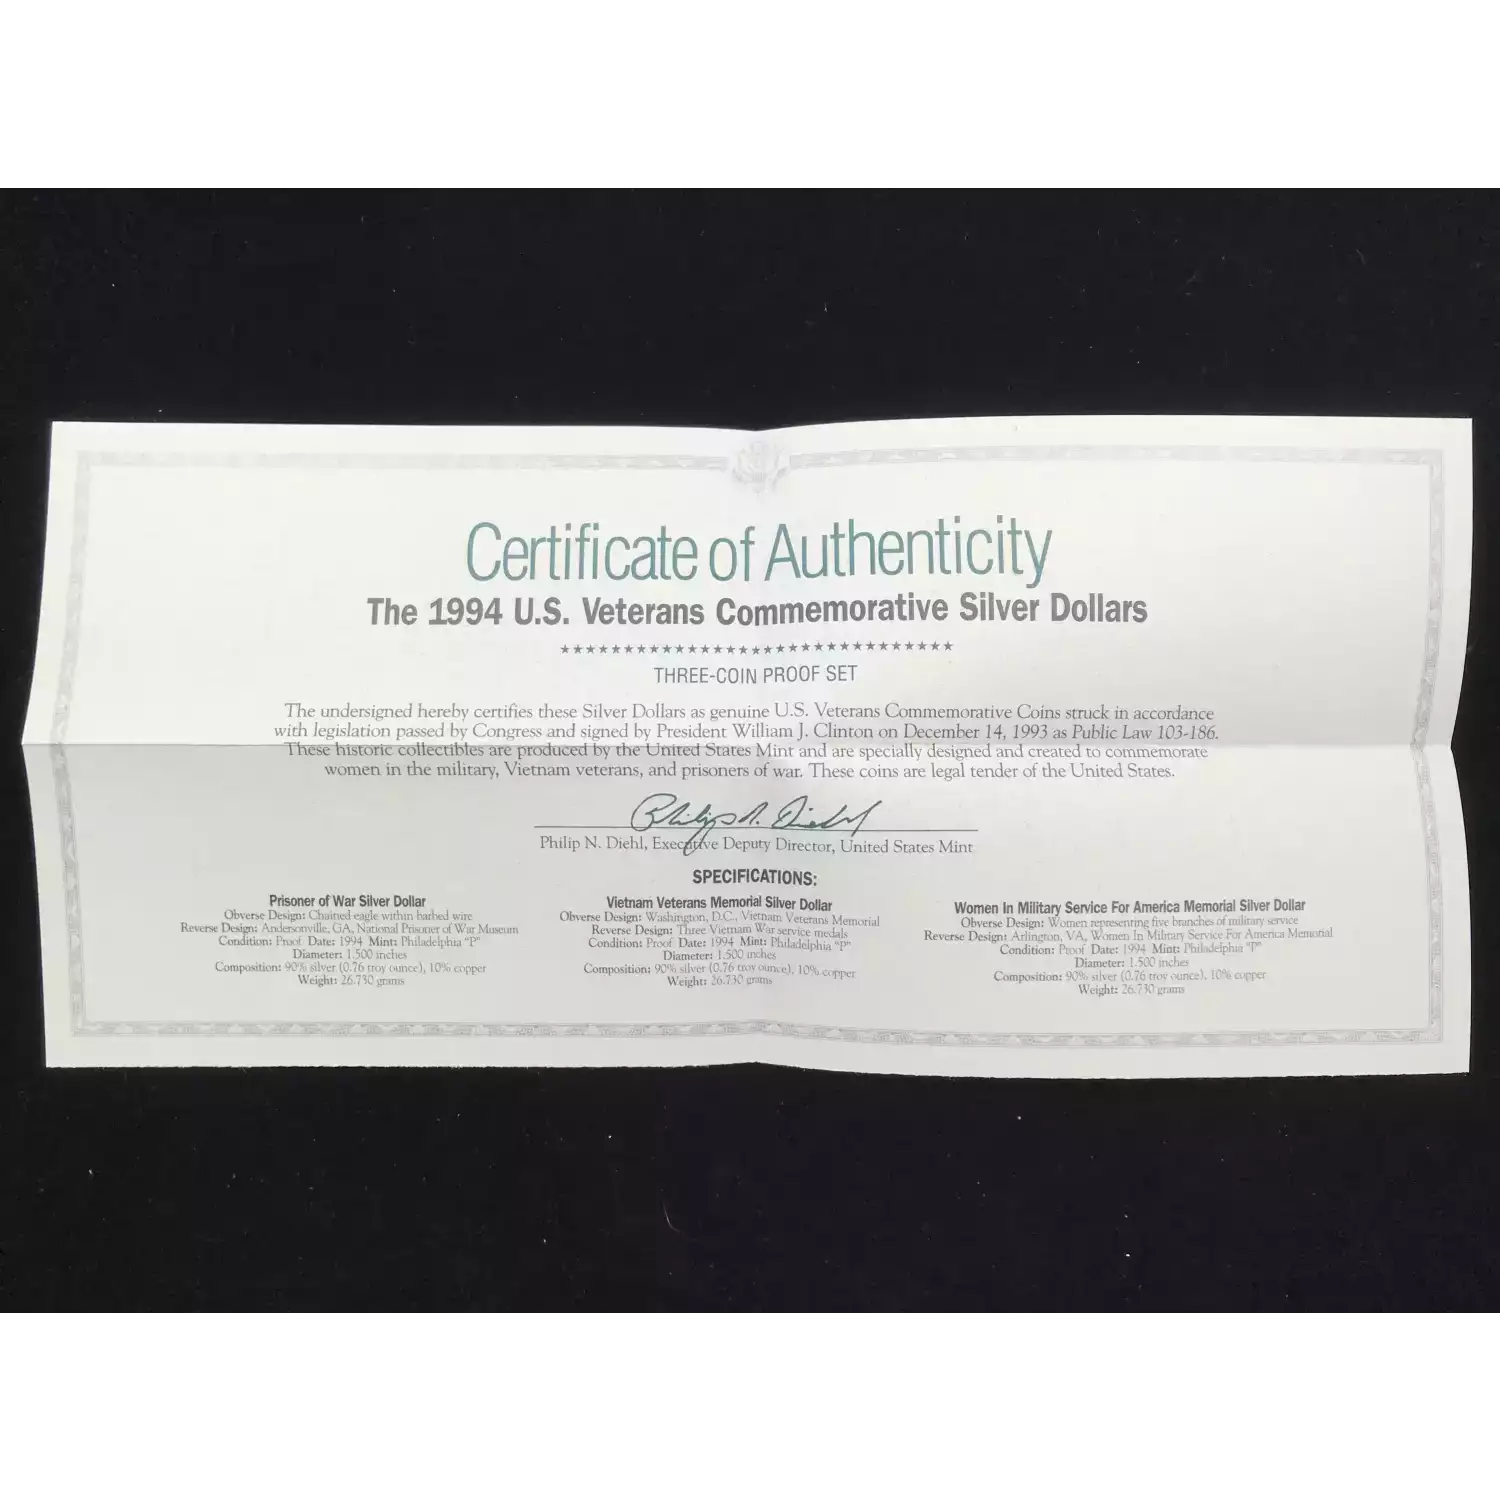 Certificate of Authenticity
The 1994 U.S. Veterans Commemorative Silver Dollars
★★★★★★★★★★★★★★★★★★★★★★★★★★★★★★★
THREE-COIN PROOF SET
The undersigned hereby certifies these Silver Dollars as genuine U.S. Veterans Commemorative Coins struck in accordance
with legislation passed by Congress and signed by President William J. Clinton on December 14, 1993 as Public Law 103-186.
These historic collectibles are produced by the United States Mint and are specially designed and created to commemorate
women in the military, Vietnam veterans, and prisoners of war. These coins are legal tender of the United States.
Philip N. Diehl
Philip N. Diehl, Executive Deputy Director, United States Mint
SPECIFICATIONS:
Prisoner of War Silver Dollar
Obverse Design: Chained eagle within barbed wire
Reverse Design: Andersonville, GA, National Prisoner of War Museum
Condition: Proof Date: 1994 Mint: Philadelphia "P"
Diameter: 1.500 inches
Composition: 90% silver (0.76 troy ounce), 10% copper
Weight: 26.730 grams
Vietnam Veterans Memorial Silver Dollar
Obverse Design: Washington, D.C., Vietnam Veterans Memorial
Reverse Design: Three Vietnam War service medals
Condition: Proof Date: 1994 Mint: Philadelphia "P"
Diameter: 1.500 inches
Composition: 90% silver (0.76 troy ounce), 10% copper
Weight: 26.730 grams
Women In Military Service For America Memorial Silver Dollar
Obverse Design: Women representing five branches of military service
Reverse Design: Arlington, VA, Women In Military Service For America Memorial
Condition: Proof Date: 1994 Mint: Philadelphia "P"
Diameter: 1.500 inches
Composition: 90% silver (0.76 troy ounce), 10% copper
Weight: 26.730 grams